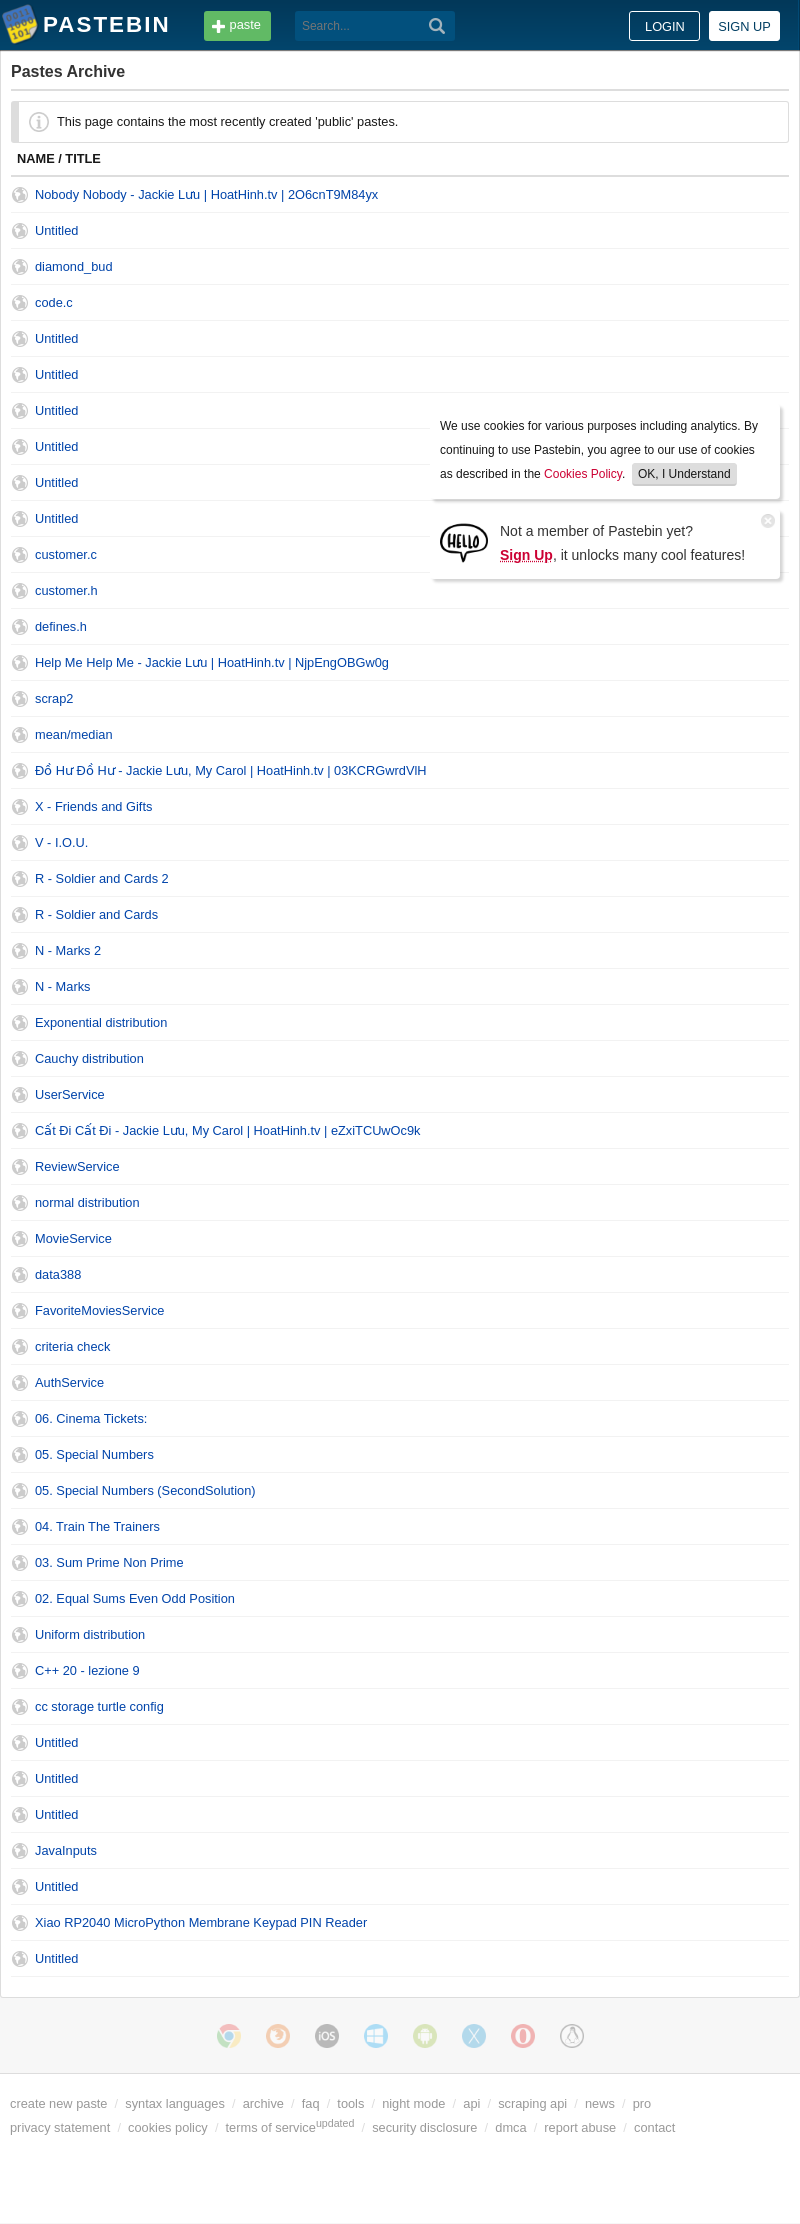 PASTEBIN
paste
Search...
LOGIN
SIGN UP
Pastes Archive
This page contains the most recently created 'public' pastes.
NAME / TITLE
Nobody Nobody - Jackie Lưu | HoatHinh.tv | 2O6cnT9M84yx
Untitled
diamond_bud
code.c
Untitled
Untitled
Untitled
Untitled
Untitled
Untitled
customer.c
customer.h
defines.h
Help Me Help Me - Jackie Lưu | HoatHinh.tv | NjpEngOBGw0g
scrap2
mean/median
Đồ Hư Đồ Hư - Jackie Lưu, My Carol | HoatHinh.tv | 03KCRGwrdVlH
X - Friends and Gifts
V - I.O.U.
R - Soldier and Cards 2
R - Soldier and Cards
N - Marks 2
N - Marks
Exponential distribution
Cauchy distribution
UserService
Cất Đi Cất Đi - Jackie Lưu, My Carol | HoatHinh.tv | eZxiTCUwOc9k
ReviewService
normal distribution
MovieService
data388
FavoriteMoviesService
criteria check
AuthService
06. Cinema Tickets:
05. Special Numbers
05. Special Numbers (SecondSolution)
04. Train The Trainers
03. Sum Prime Non Prime
02. Equal Sums Even Odd Position
Uniform distribution
C++ 20 - lezione 9
cc storage turtle config
Untitled
Untitled
Untitled
JavaInputs
Untitled
Xiao RP2040 MicroPython Membrane Keypad PIN Reader
Untitled
We use cookies for various purposes including analytics. By
continuing to use Pastebin, you agree to our use of cookies
as described in the Cookies Policy. OK, I Understand
HELLO
Not a member of Pastebin yet?
Sign Up, it unlocks many cool features!
iOS
create new paste / syntax languages / archive / faq / tools / night mode / api / scraping api / news / pro
privacy statement / cookies policy / terms of service updated / security disclosure / dmca / report abuse / contact